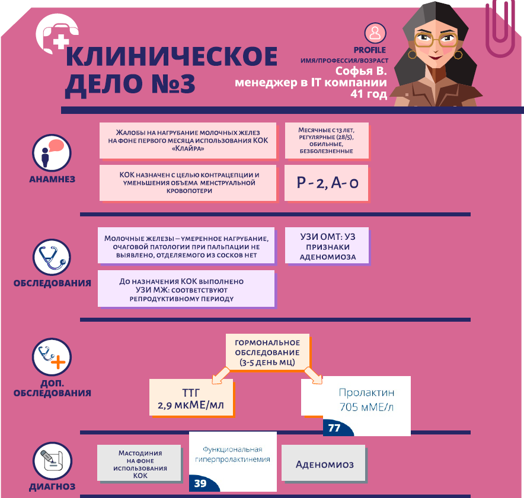 КЛИНИЧЕСКОЕ
ДЕЛО №3
PROFILE
ИМЯ/ПРОФЕССИЯ/ВОЗРАСТ
Софья В.
менеджер в IT компании
41 год
АНАМНЕЗ
Жалобы на нагрубание молочных желез
на фоне первого месяца использования КОК
«Клайра»
Месячные с 13 лет,
регулярные (28/5),
обильные,
безболезненные
КОК назначен с целью контрацепции и
уменьшения объема менструальной
кровопотери
Р - 2, А- 0
ОБСЛЕДОВАНИЯ
Молочные железы – умеренное нагрубание,
очаговой патологии при пальпации не
выявлено, отделяемого из сосков нет
УЗИ ОМТ: УЗ
признаки
аденомиоза
До назначения КОК выполнено
УЗИ МЖ: соответствуют
репродуктивному периоду
ДОП.
ОБСЛЕДОВАНИЯ
Гормональное
обследование
(3-5 день МЦ)
ТТГ
2,9 мкМЕ/мл
Пролактин
705 мМЕ/л
77
ДИАГНОЗ
Мастодиния
на фоне
использования
КОК
Функциональная
гиперпролактинемия
39
Аденомиоз